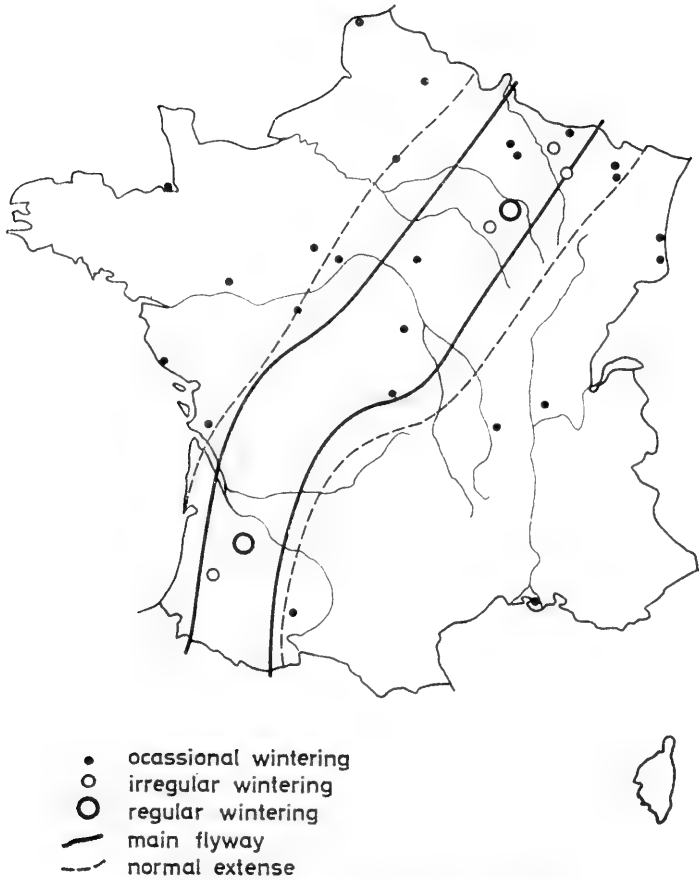 ocassional wintering
irregular wintering
regular wintering
main flyway
normal extense